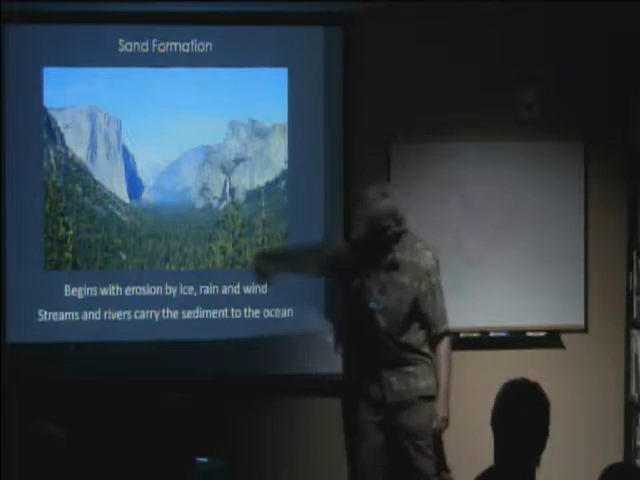 Sand Formation
Begins with erosion by ice, rain and wind
Streams and rivers carry the sediment to the ocean